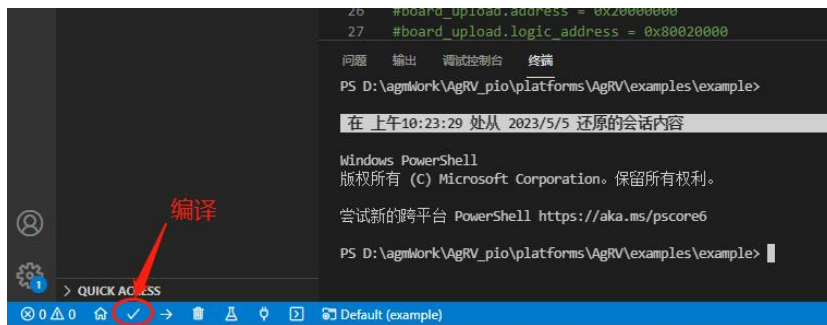 26 #board_upload.address = 0x20000000
27 #board_upload.logic_address = 0x80020000
问题 输出 调试控制台 终端
PS D:\agmWork\AgRV_pio\platforms\AgRV\examples\example>
在 上午10:23:29 处从 2023/5/5 还原的会话内容
Windows PowerShell
版权所有 (C) Microsoft Corporation。保留所有权利。
尝试新的跨平台 PowerShell https://aka.ms/pscore6
PS D:\agmWork\AgRV_pio\platforms\AgRV\examples\example>
编译
1
> QUICK ACCESS
0 0 Default (example)